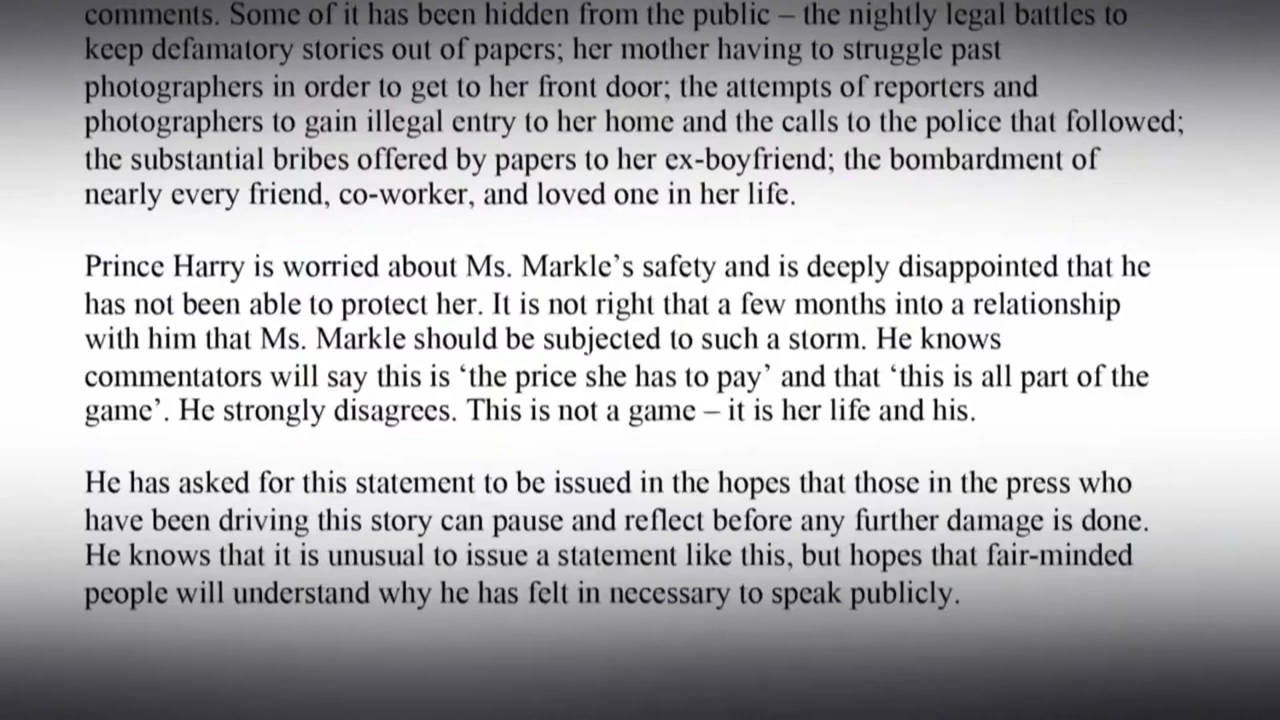 comments. Some of it has been hidden from the public – the nightly legal battles to
keep defamatory stories out of papers; her mother having to struggle past
photographers in order to get to her front door; the attempts of reporters and
photographers to gain illegal entry to her home and the calls to the police that followed;
the substantial bribes offered by papers to her ex-boyfriend; the bombardment of
nearly every friend, co-worker, and loved one in her life.
Prince Harry is worried about Ms. Markle’s safety and is deeply disappointed that he
has not been able to protect her. It is not right that a few months into a relationship
with him that Ms. Markle should be subjected to such a storm. He knows
commentators will say this is ‘the price she has to pay’ and that ‘this is all part of the
game’. He strongly disagrees. This is not a game – it is her life and his.
He has asked for this statement to be issued in the hopes that those in the press who
have been driving this story can pause and reflect before any further damage is done.
He knows that it is unusual to issue a statement like this, but hopes that fair-minded
people will understand why he has felt in necessary to speak publicly.